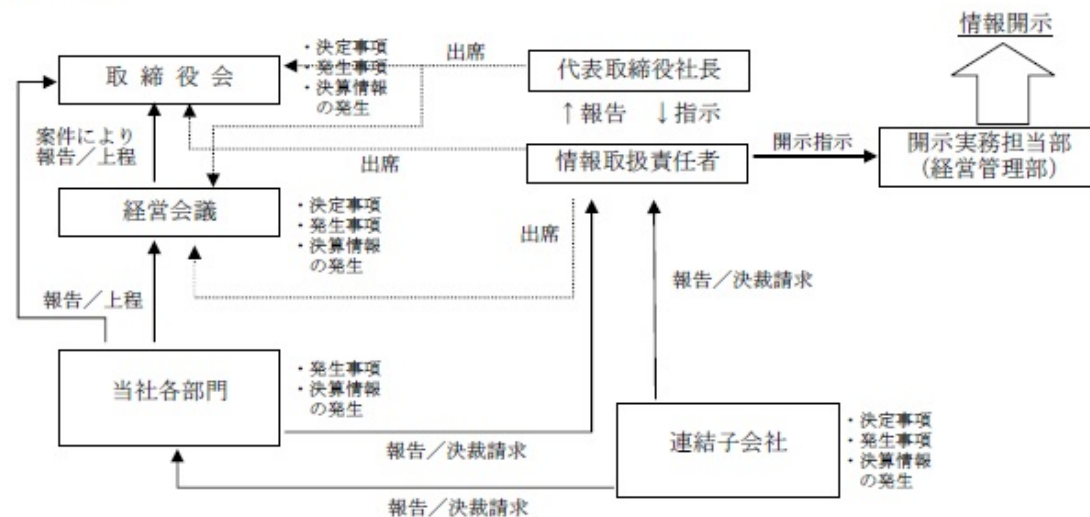 情報開示
・決定事項
・発生事項
・決算情報
の発生
出席
取締役会
代表取締役社長
↑報告 ↓指示
案件により
報告／上程
出席
情報取扱責任者
開示指示
開示実務担当部
（経営管理部）
経営会議
・決定事項
・発生事項
・決算情報
の発生
出席
報告／上程
報告／決裁請求
当社各部門
・発生事項
・決算情報
の発生
報告／決裁請求
連結子会社
・決定事項
・発生事項
・決算情報
の発生
報告／決裁請求